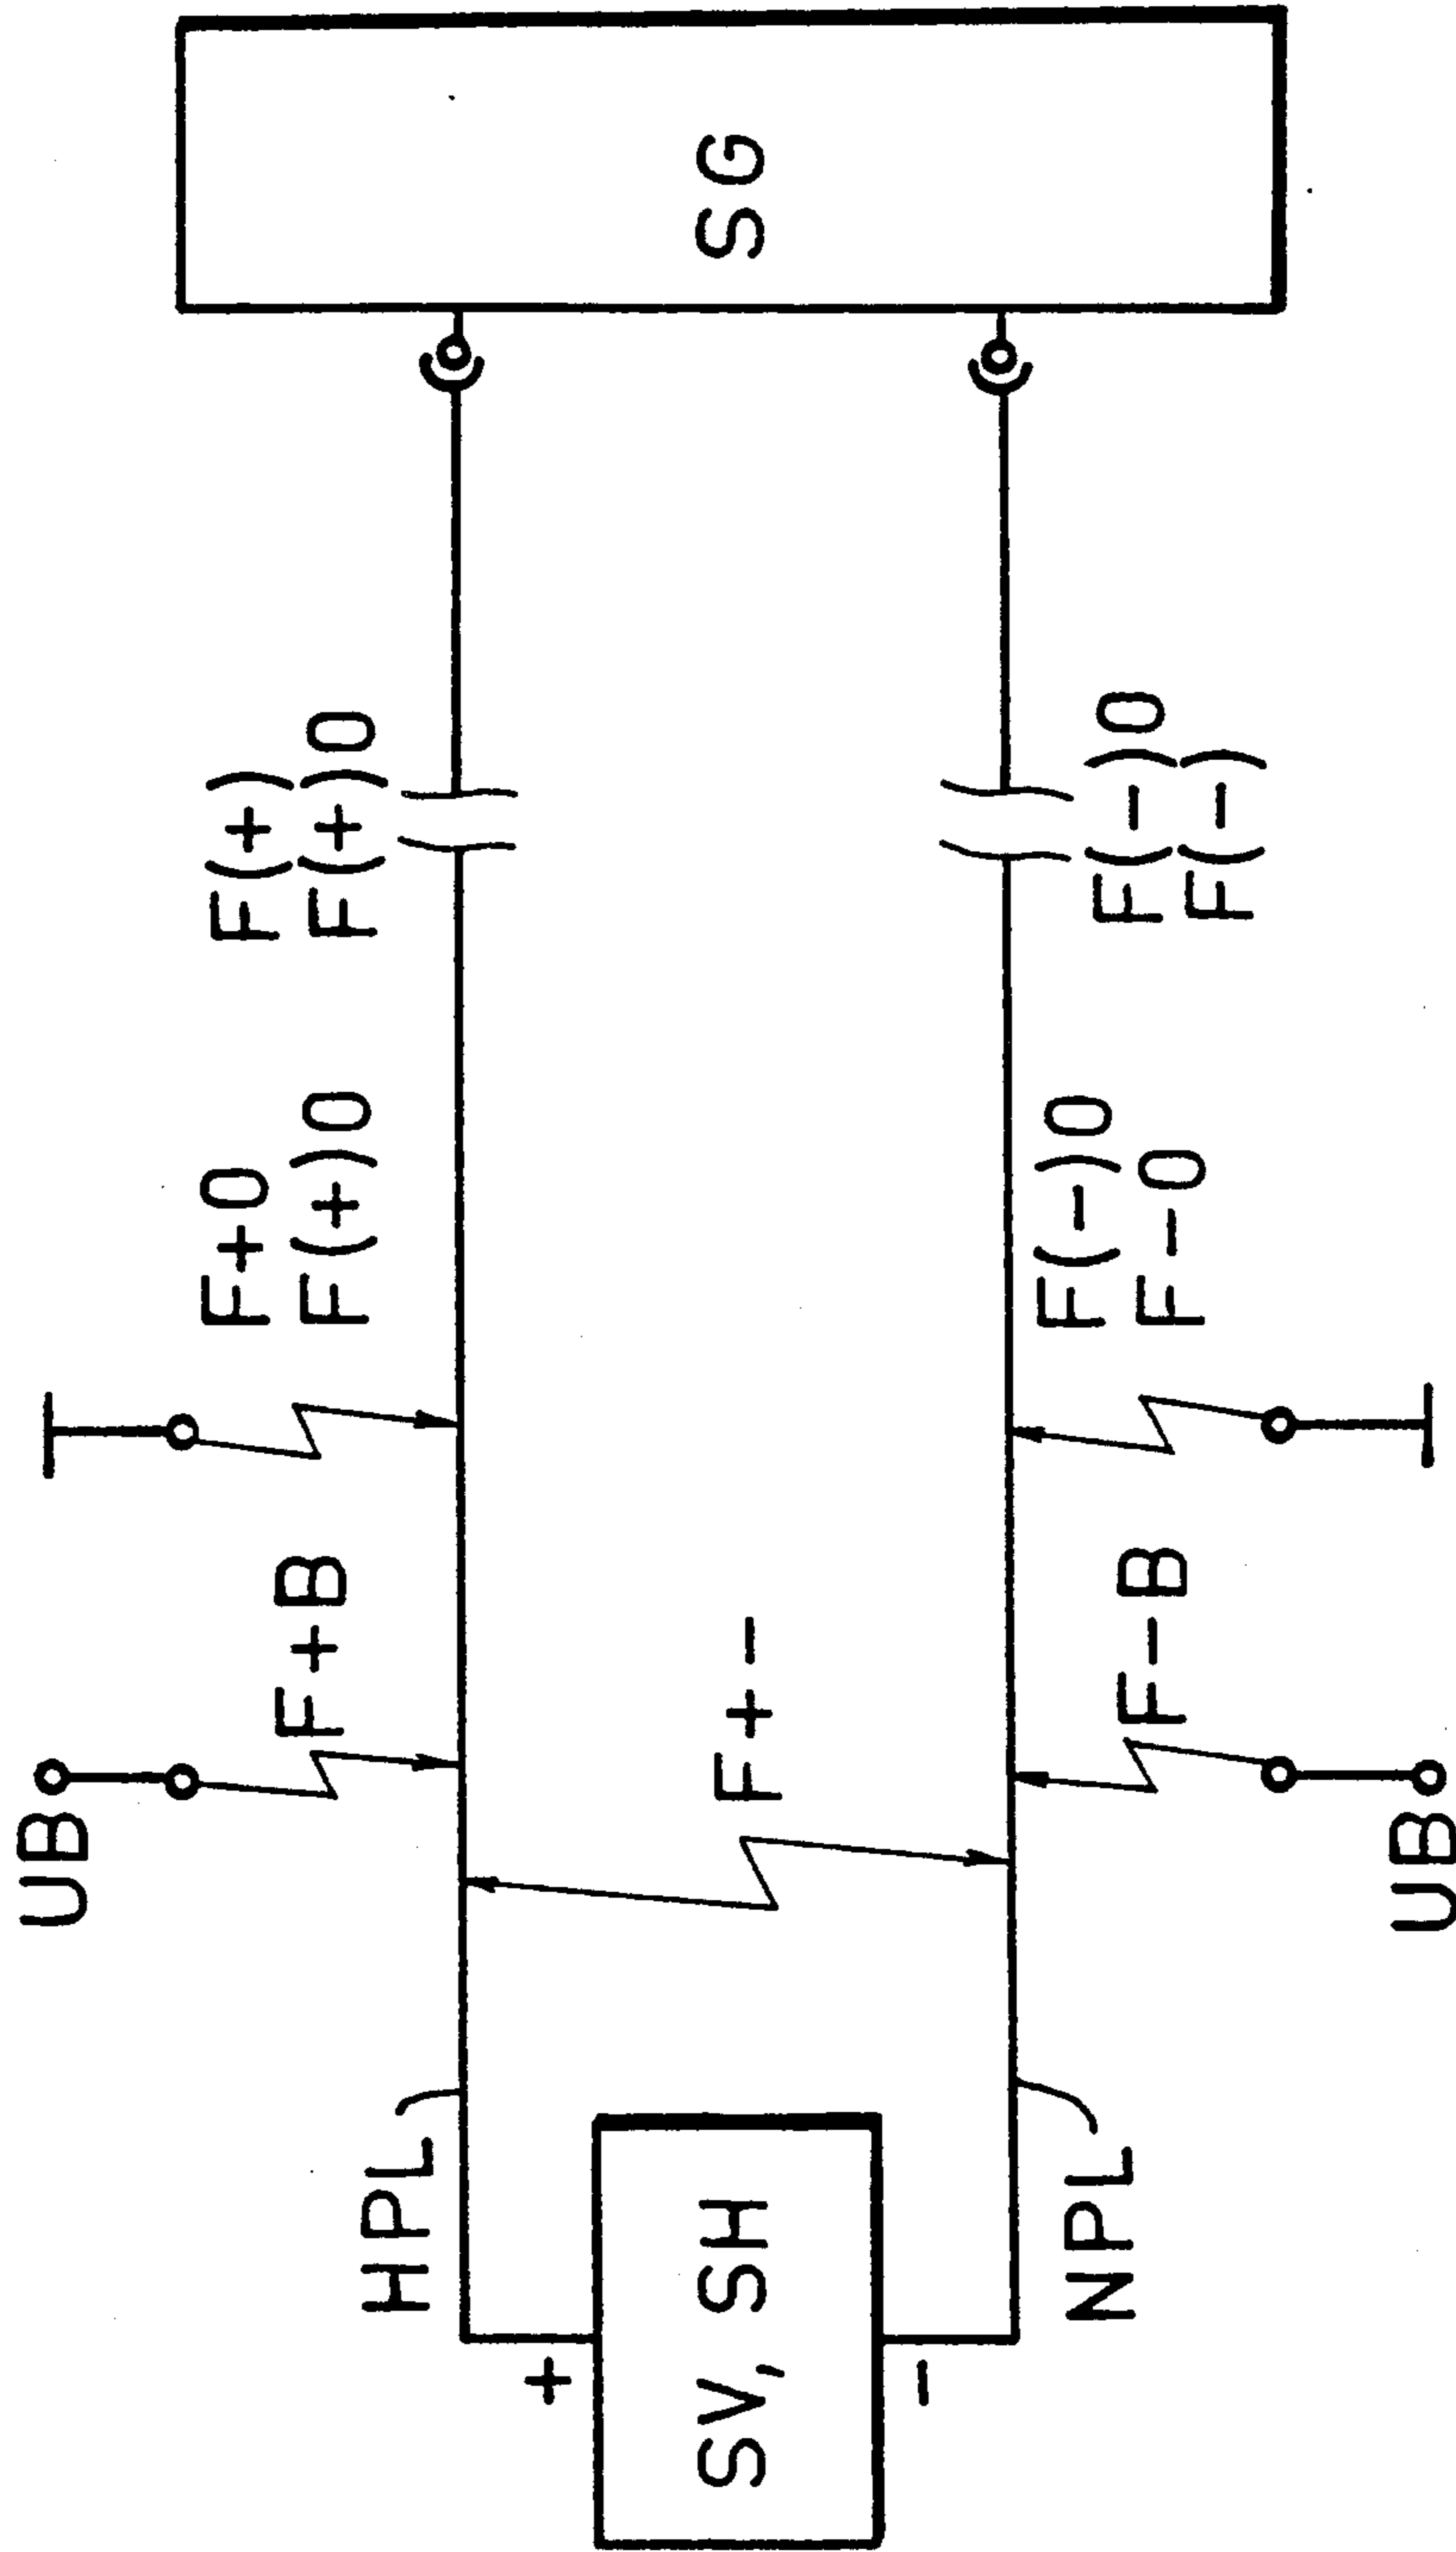 UB
F+B
F+0
F(+)0
F(+)
F(+)0
HPL
+
SV, SH
-
F+-
SG
NPL
F(-)0
F-0
F(-)0
F(-)
F-B
UB